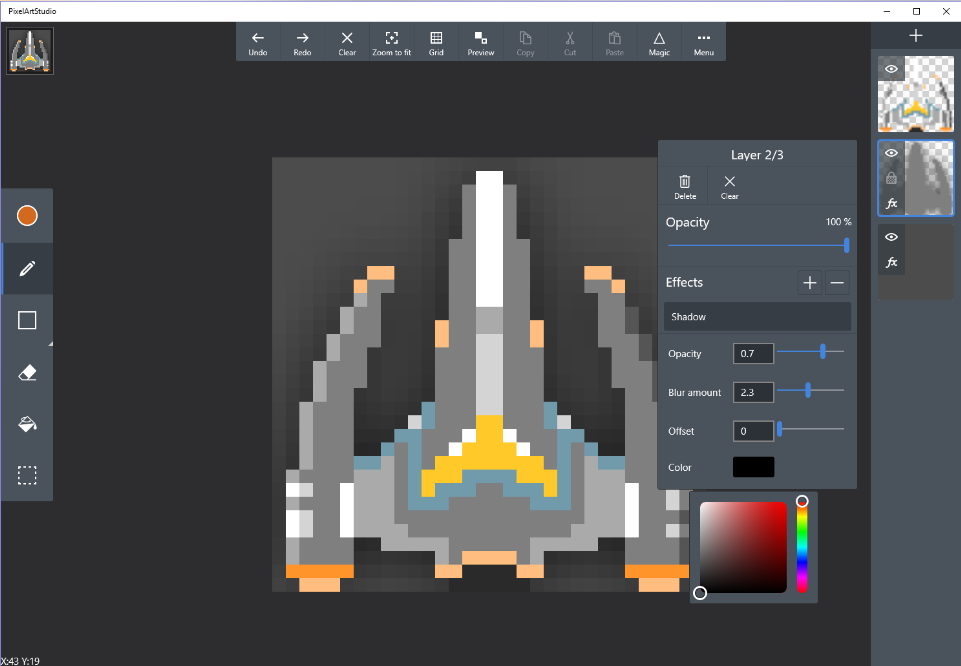 PixelArtStudio
Undo
Redo
Clear
Zoom to fit
Grid
Preview
Copy
Cut
Paste
Magic
Menu
Layer 2/3
Delete
Clear
Opacity
100 %
Effects
Shadow
Opacity
0.7
Blur amount
2.3
Offset
0
Color
fx
fx
X:43 Y:19